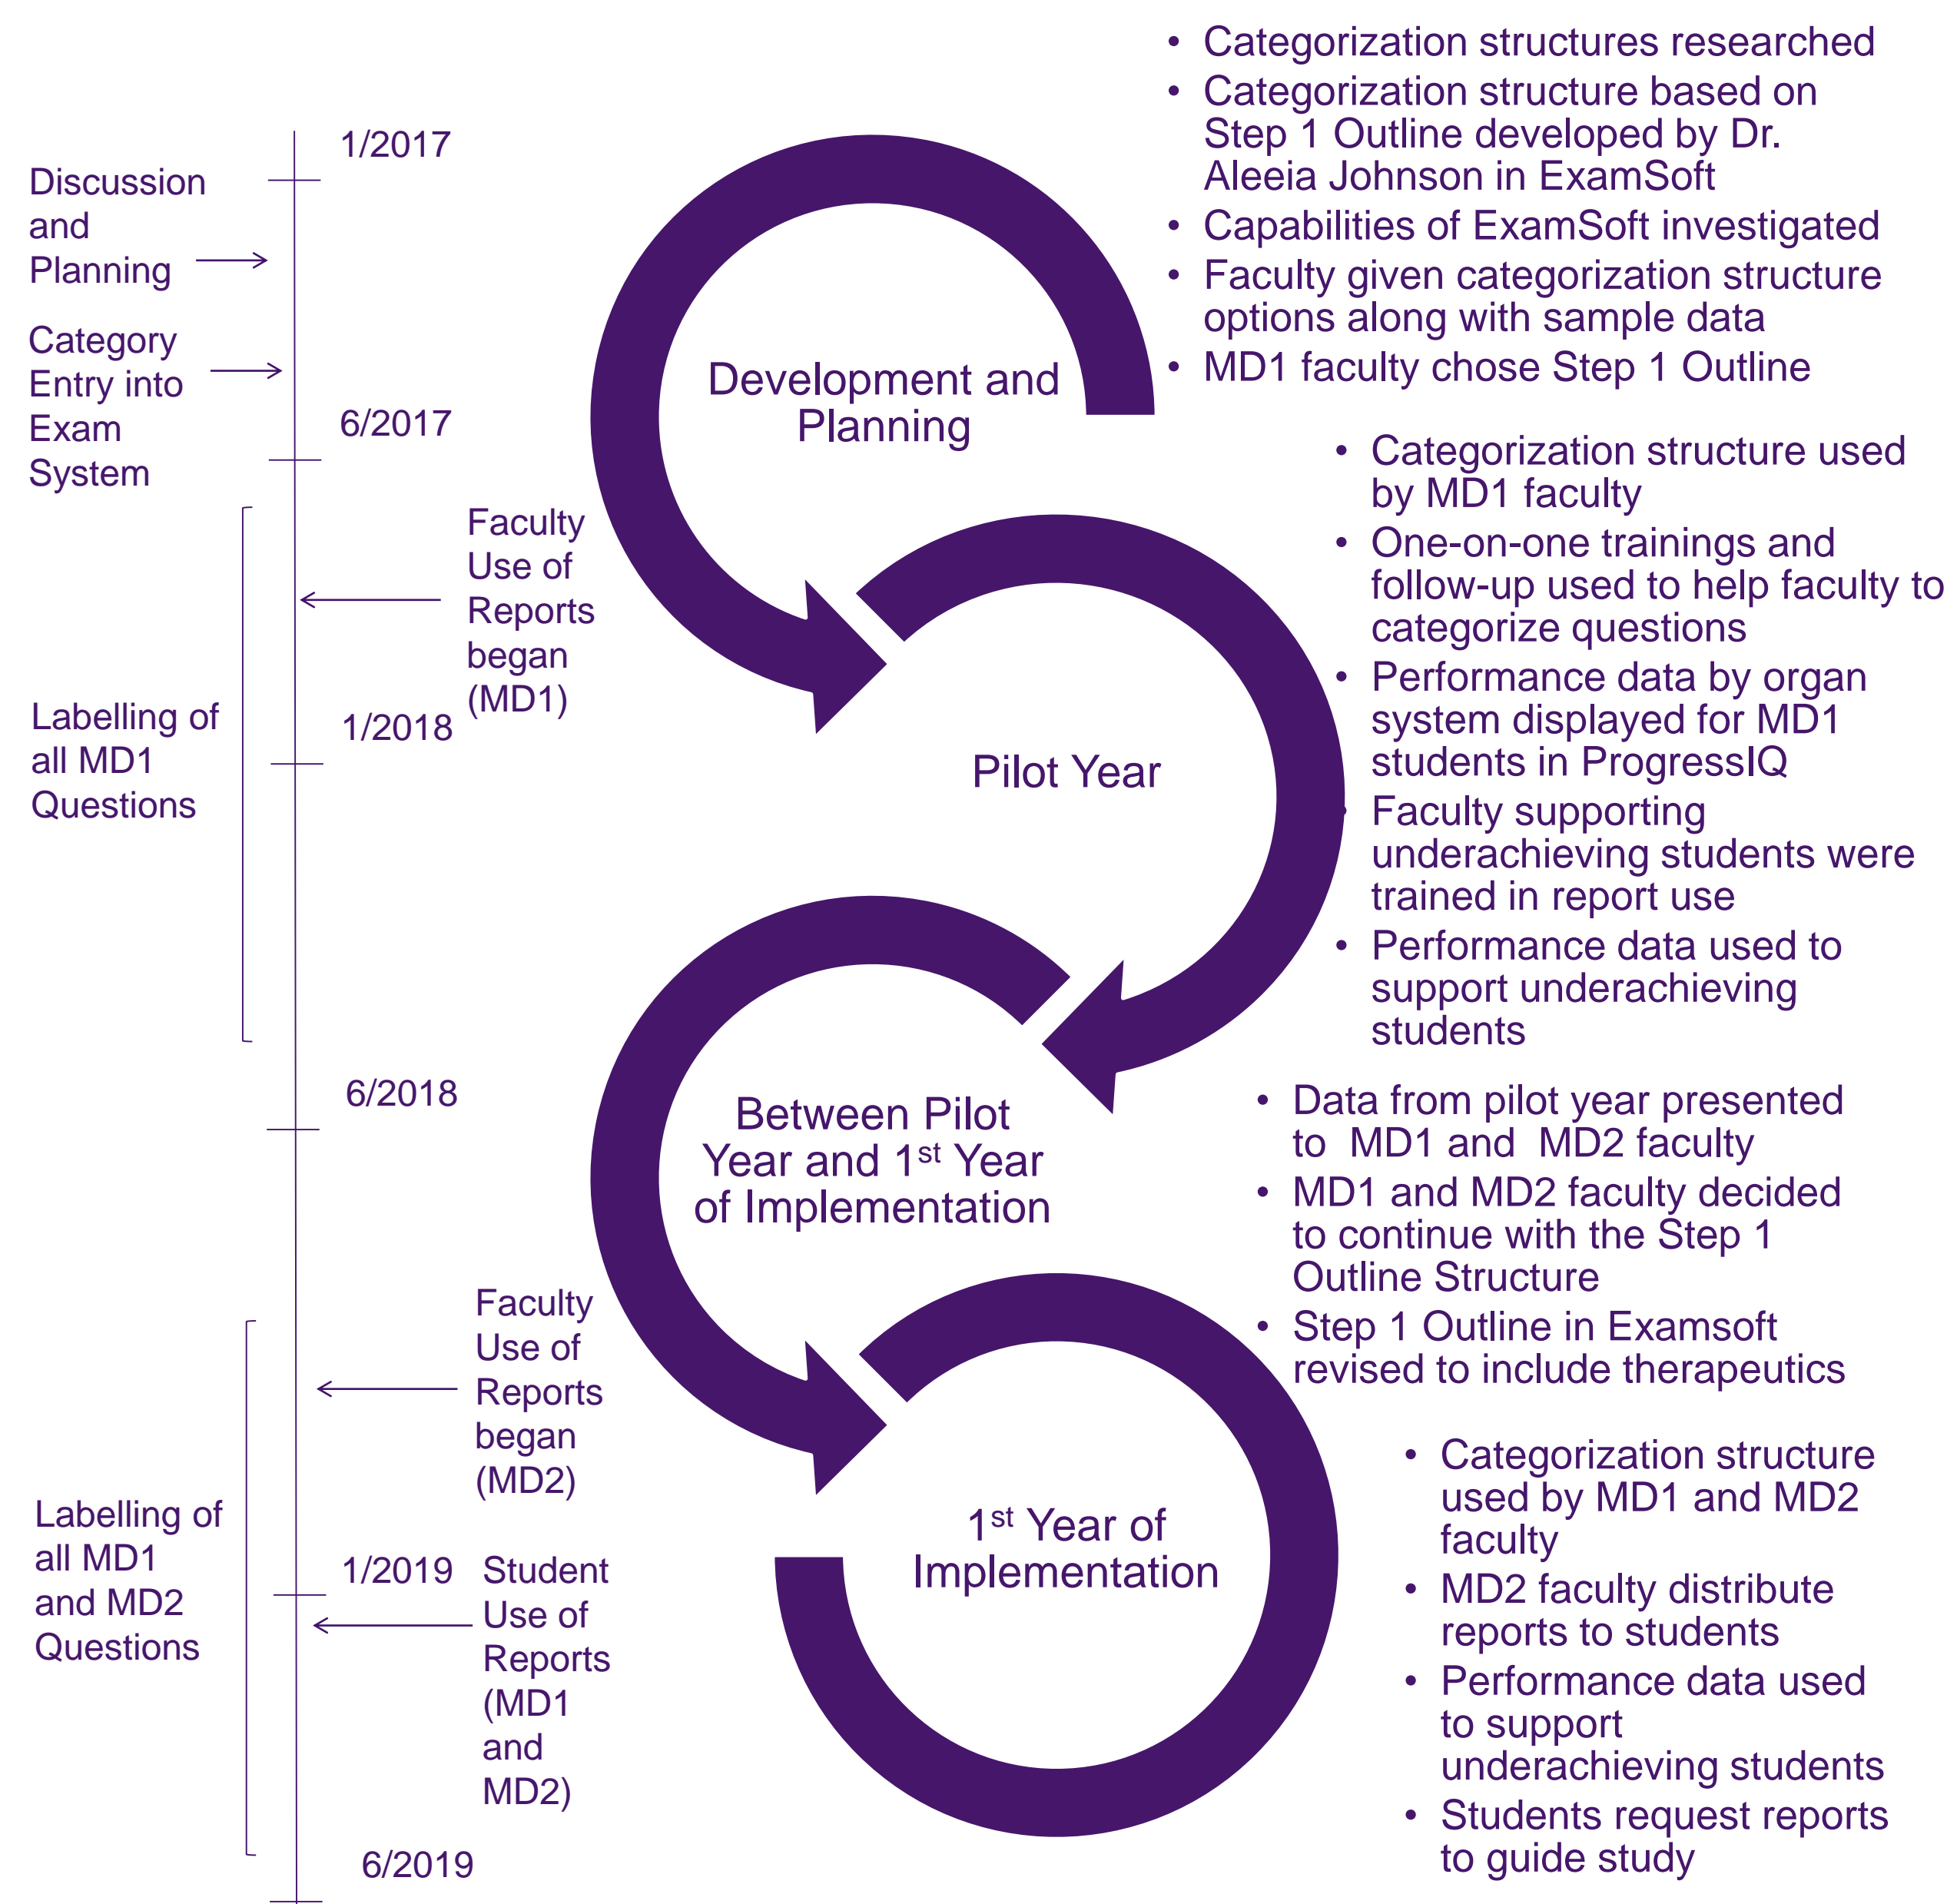 1/2017
Discussion
and
Planning
Category
Entry into
Exam
System
6/2017
Faculty
Use of
Reports
began
(MD1)
Labelling of
all MD1
Questions
1/2018
6/2018
Faculty
Use of
Reports
began
(MD2)
Labelling of
all MD1
and MD2
Questions
1/2019
Student
Use of
Reports
(MD1
and
MD2)
6/2019
Development and
Planning
• Categorization structures researched
• Categorization structure based on
Step 1 Outline developed by Dr.
Aleeia Johnson in ExamSoft
• Capabilities of ExamSoft investigated
• Faculty given categorization structure
options along with sample data
• MD1 faculty chose Step 1 Outline
Pilot Year
• Categorization structure used
by MD1 faculty
• One-on-one trainings and
follow-up used to help faculty to
categorize questions
• Performance data by organ
system displayed for MD1
students in ProgressIQ
• Faculty supporting
underachieving students were
trained in report use
• Performance data used to
support underachieving
students
Between Pilot
Year and 1st Year
of Implementation
• Data from pilot year presented
to MD1 and MD2 faculty
• MD1 and MD2 faculty decided
to continue with the Step 1
Outline Structure
• Step 1 Outline in Examsoft
revised to include therapeutics
1st Year of
Implementation
• Categorization structure
used by MD1 and MD2
faculty
• MD2 faculty distribute
reports to students
• Performance data used
to support
underachieving students
• Students request reports
to guide study